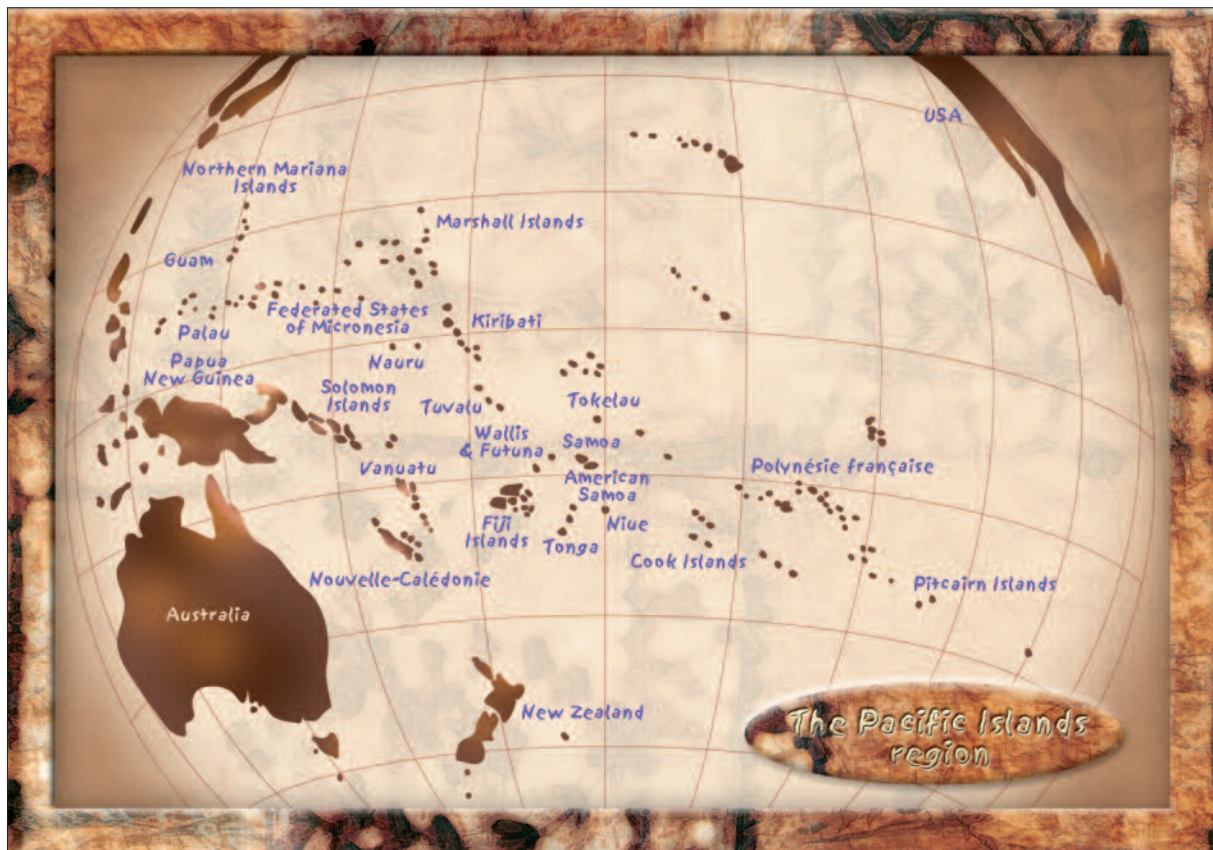 USA
Northern Mariana
Islands
Marshall Islands
Guam
Federated States
of Micronesia
Kiribati
Palau
Nauru
Papua
New Guinea
Solomon
Islands
Tuvalu
Tokelau
Wallis
& Futuna
Samoa
Vanuatu
American
Samoa
Polynésie française
Fiji
Islands
Tonga
Niue
Cook Islands
Nouvelle-Calédonie
Pitcairn Islands
Australia
New Zealand
The Pacific Islands
region